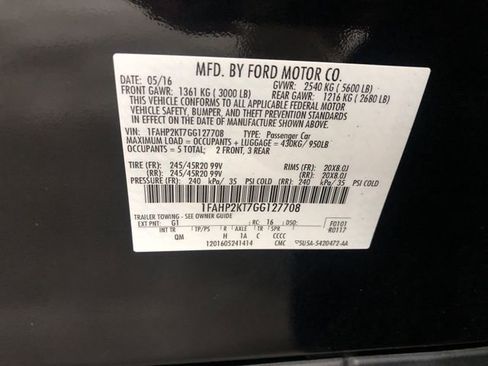 MFD. BY FORD MOTOR CO.
DATE: 05/16 GVWR: 2540 KG ( 5600 LB)
FRONT GAWR: 1361 KG ( 3000 LB) REAR GAWR: 1216 KG ( 2680 LB)
THIS VEHICLE CONFORMS TO ALL APPLICABLE FEDERAL MOTOR
VEHICLE SAFETY, BUMPER, AND THEFT PREVENTION STANDARDS
IN EFFECT ON THE DATE OF MANUFACTURE SHOWN ABOVE.
VIN: 1FAHP2KT7GG127708 TYPE: Passenger Car
MAXIMUM LOAD = OCCUPANTS + LUGGAGE = 430KG/ 950LB
OCCUPANTS = 5 TOTAL: 2 FRONT, 3 REAR
TIRE (FR): 245/45R20 99V RIMS (FR): 20X8.0J
(RR): 245/45R20 99V (RR): 20X8.0J
PRESSURE (FR): 240 kPa/ 35 PSI COLD (RR): 240 kPa/ 35 PSI COLD
1FAHP2KT7GG127708
TRAILER TOWING - SEE OWNER GUIDE
EXT PNT: G1 RC: 16 DSO: F0101
R0117
INT TR TP/PS R AXLE TR SPR
QM H 1A C CCCC
1201605241414 CMC 5U5A-5420472-AA